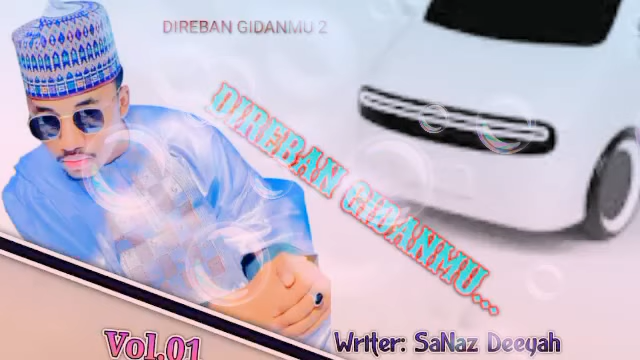 DIREBAN GIDANMU 2
DIREBAN GIDANMU...
Vol.01
Writer: SaNaz Deeyah